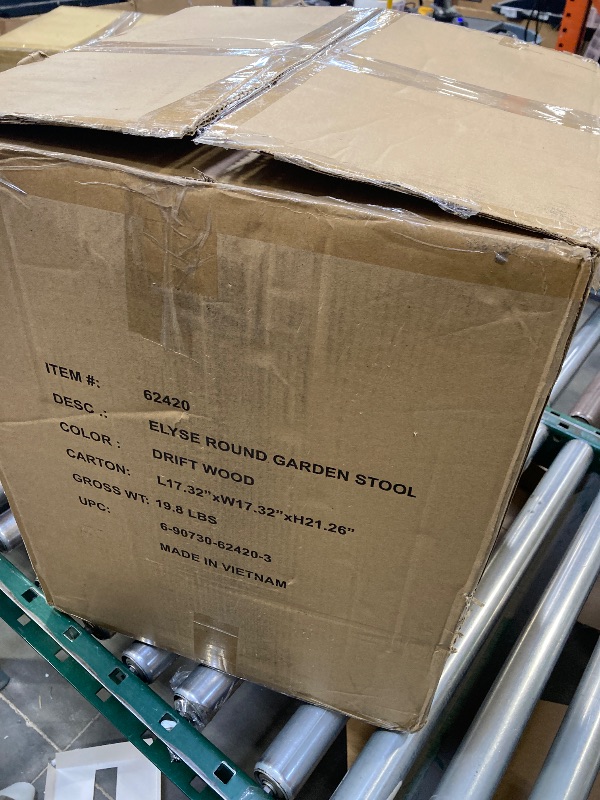 ITEM #: 62420
DESC .: ELYSE ROUND GARDEN STOOL
COLOR : DRIFT WOOD
CARTON: L17.32"xW17.32"xH21.26"
GROSS WT: 19.8 LBS
UPC: 6-90730-62420-3
MADE IN VIETNAM